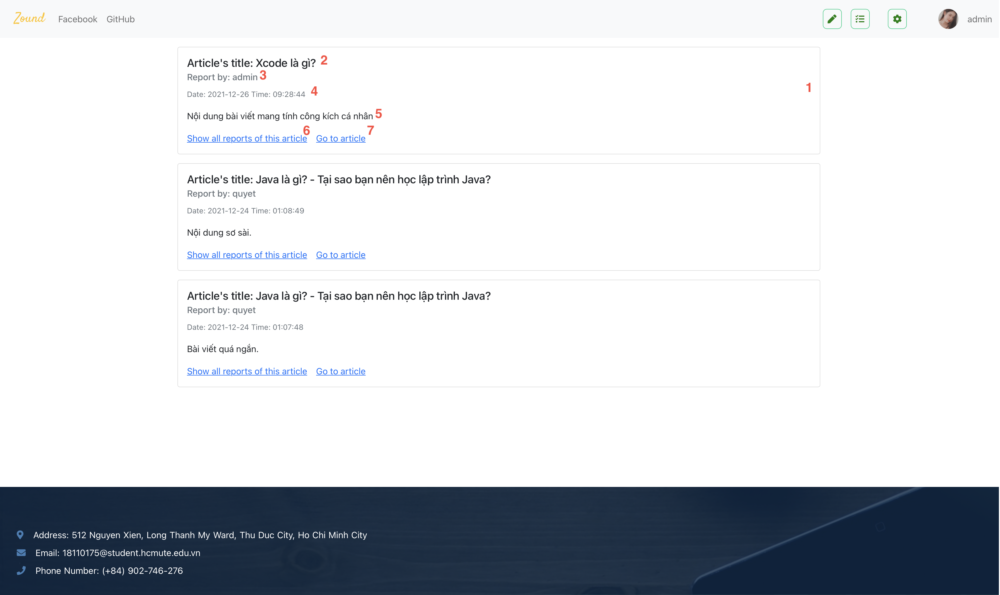 Zound Facebook GitHub admin
Article's title: Xcode là gì? 2
Report by: admin 3
1
Date: 2021-12-26 Time: 09:28:44 4
Nội dung bài viết mang tính công kích cá nhân 5
Show all reports of this article 6 Go to article 7
Article's title: Java là gì? - Tại sao bạn nên học lập trình Java?
Report by: quyet
Date: 2021-12-24 Time: 01:08:49
Nội dung sơ sài.
Show all reports of this article Go to article
Article's title: Java là gì? - Tại sao bạn nên học lập trình Java?
Report by: quyet
Date: 2021-12-24 Time: 01:07:48
Bài viết quá ngắn.
Show all reports of this article Go to article
Address: 512 Nguyen Xien, Long Thanh My Ward, Thu Duc City, Ho Chi Minh City
Email: 18110175@student.hcmute.edu.vn
Phone Number: (+84) 902-746-276